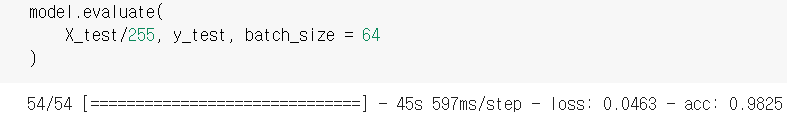 model.evaluate(
X_test/255, y_test, batch_size = 64
)
54/54 [==============================] - 45s 597ms/step - loss: 0.0463 - acc: 0.9825